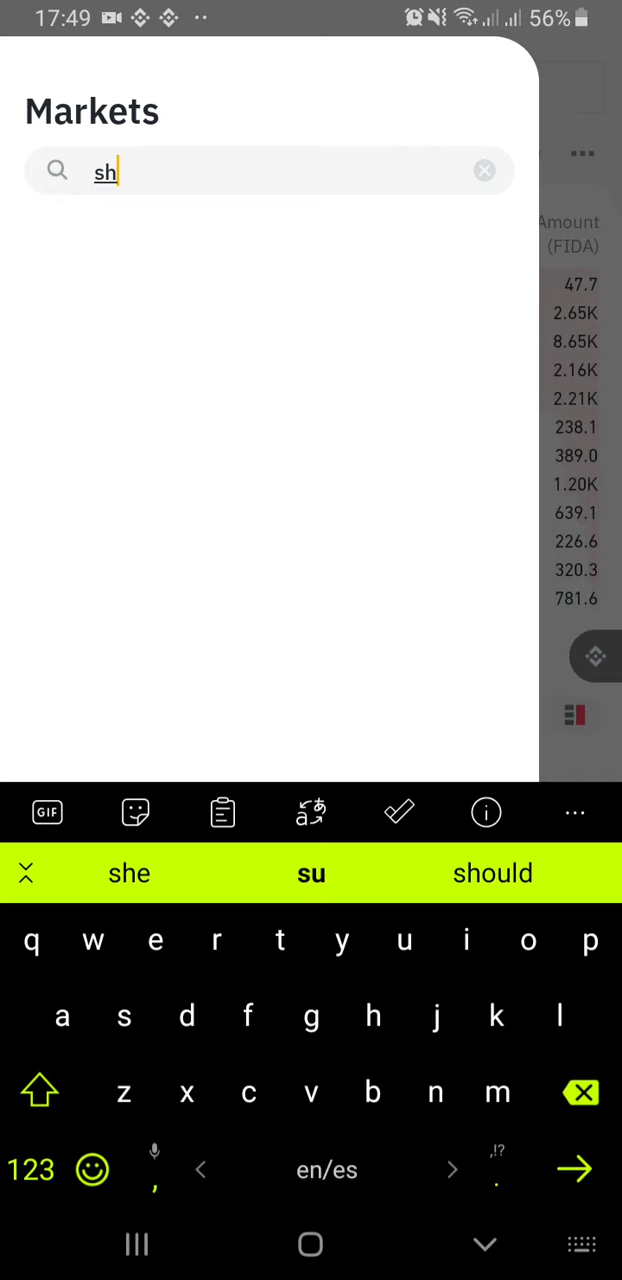 17:49
56%
Markets
sh
Amount
(FIDA)
47.7
2.65K
8.65K
2.16K
2.21K
238.1
389.0
1.20K
639.1
226.6
320.3
781.6
GIF
she su should
q w e r t y u i o p
a s d f g h j k l
z x c v b n m
123 , < en/es > ,!? .